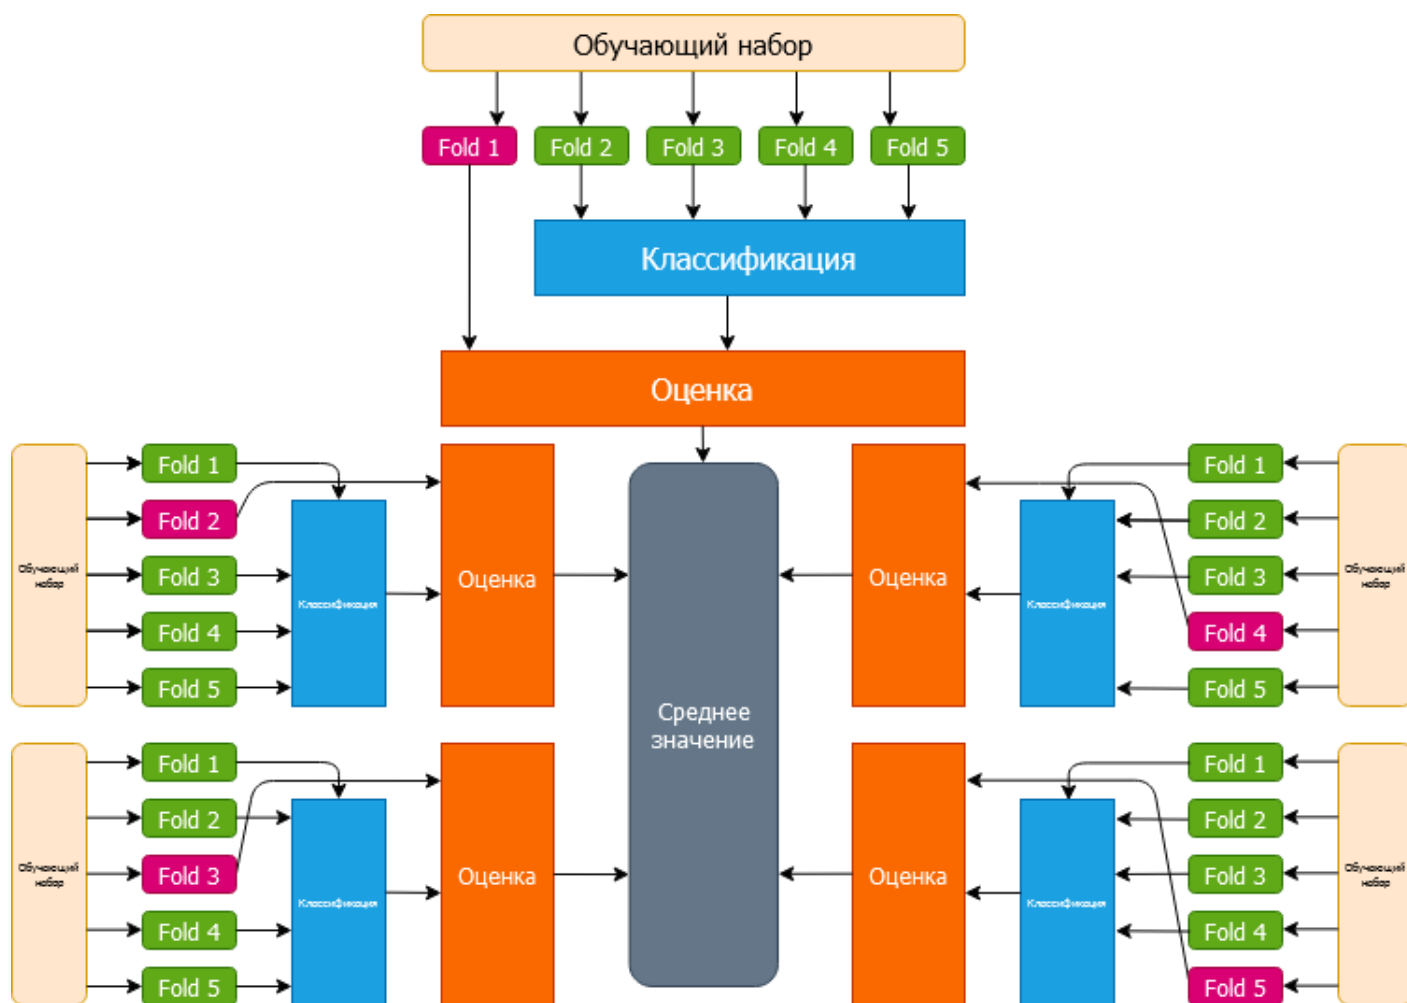 Обучающий набор
Fold 1
Fold 2
Fold 3
Fold 4
Fold 5
Классификация
Оценка
Обучающий
набор
Fold 1
Fold 2
Fold 3
Fold 4
Fold 5
Классификация
Оценка
Среднее
значение
Оценка
Классификация
Fold 1
Fold 2
Fold 3
Fold 4
Fold 5
Обучающий
набор
Обучающий
набор
Fold 1
Fold 2
Fold 3
Fold 4
Fold 5
Классификация
Оценка
Оценка
Классификация
Fold 1
Fold 2
Fold 3
Fold 4
Fold 5
Обучающий
набор